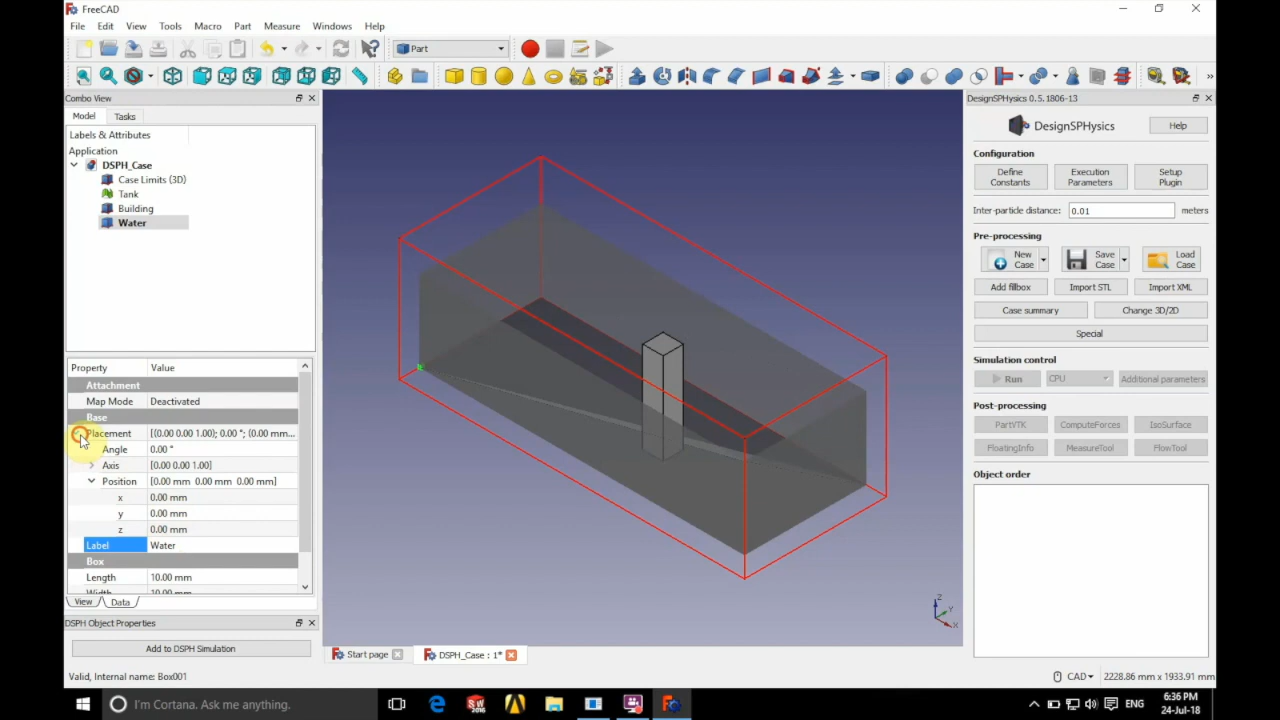 FreeCAD
File Edit View Tools Macro Part Measure Windows Help
Part
Combo View
DesignSPHysics 0.5.1806-13
Model Tasks
Labels & Attributes
Application
DSPH_Case
Case Limits (3D)
Tank
Building
Water
Property Value
Attachment
Map Mode Deactivated
Base
Placement [(0.00 0.00 1.00); 0.00 °; (0.00 mm...
Angle 0.00 °
Axis [0.00 0.00 1.00]
Position [0.00 mm 0.00 mm 0.00 mm]
x 0.00 mm
y 0.00 mm
z 0.00 mm
Label Water
Box
Length 10.00 mm
Width 10.00 mm
View Data
DSPH Object Properties
Add to DSPH Simulation
Valid, Internal name: Box001
Z
Y
X
Start page DSPH_Case : 1*
DesignSPHysics Help
Configuration
Define Constants
Execution Parameters
Setup Plugin
Inter-particle distance: 0.01 meters
Pre-processing
New Case
Save Case
Load Case
Add fillbox Import STL Import XML
Case summary Change 3D/2D
Special
Simulation control
Run CPU Additional parameters
Post-processing
PartVTK ComputeForces IsoSurface
FloatingInfo MeasureTool FlowTool
Object order
CAD 2228.86 mm x 1933.91 mm
I'm Cortana. Ask me anything.
SW
2016
ENG
6:36 PM
24-Jul-18